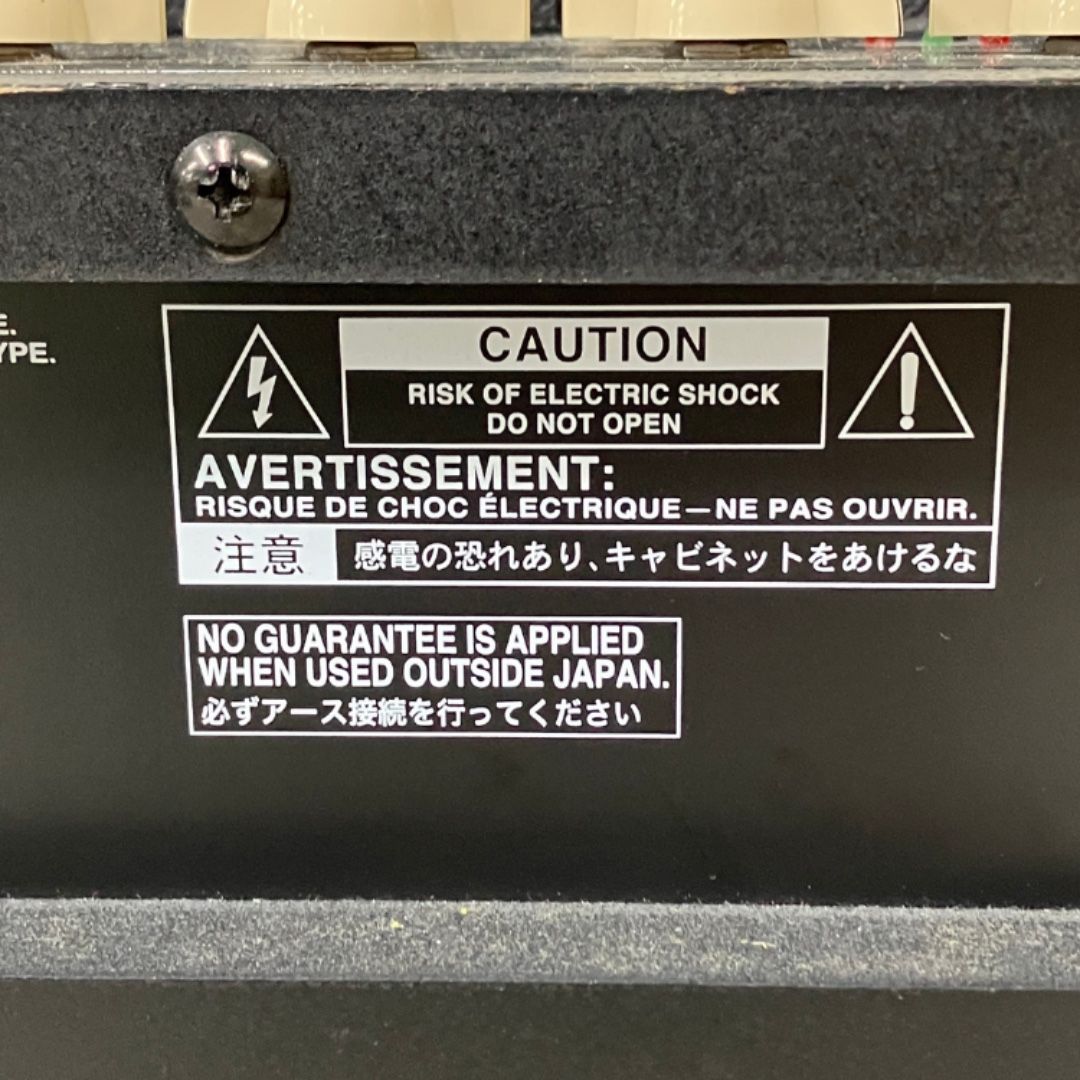 E.
YPE.
CAUTION
RISK OF ELECTRIC SHOCK
DO NOT OPEN
AVERTISSEMENT:
RISQUE DE CHOC ÉLECTRIQUE—NE PAS OUVRIR.
注意 感電の恐れあり、キャビネットをあけるな
NO GUARANTEE IS APPLIED
WHEN USED OUTSIDE JAPAN.
必ずアース接続を行ってください